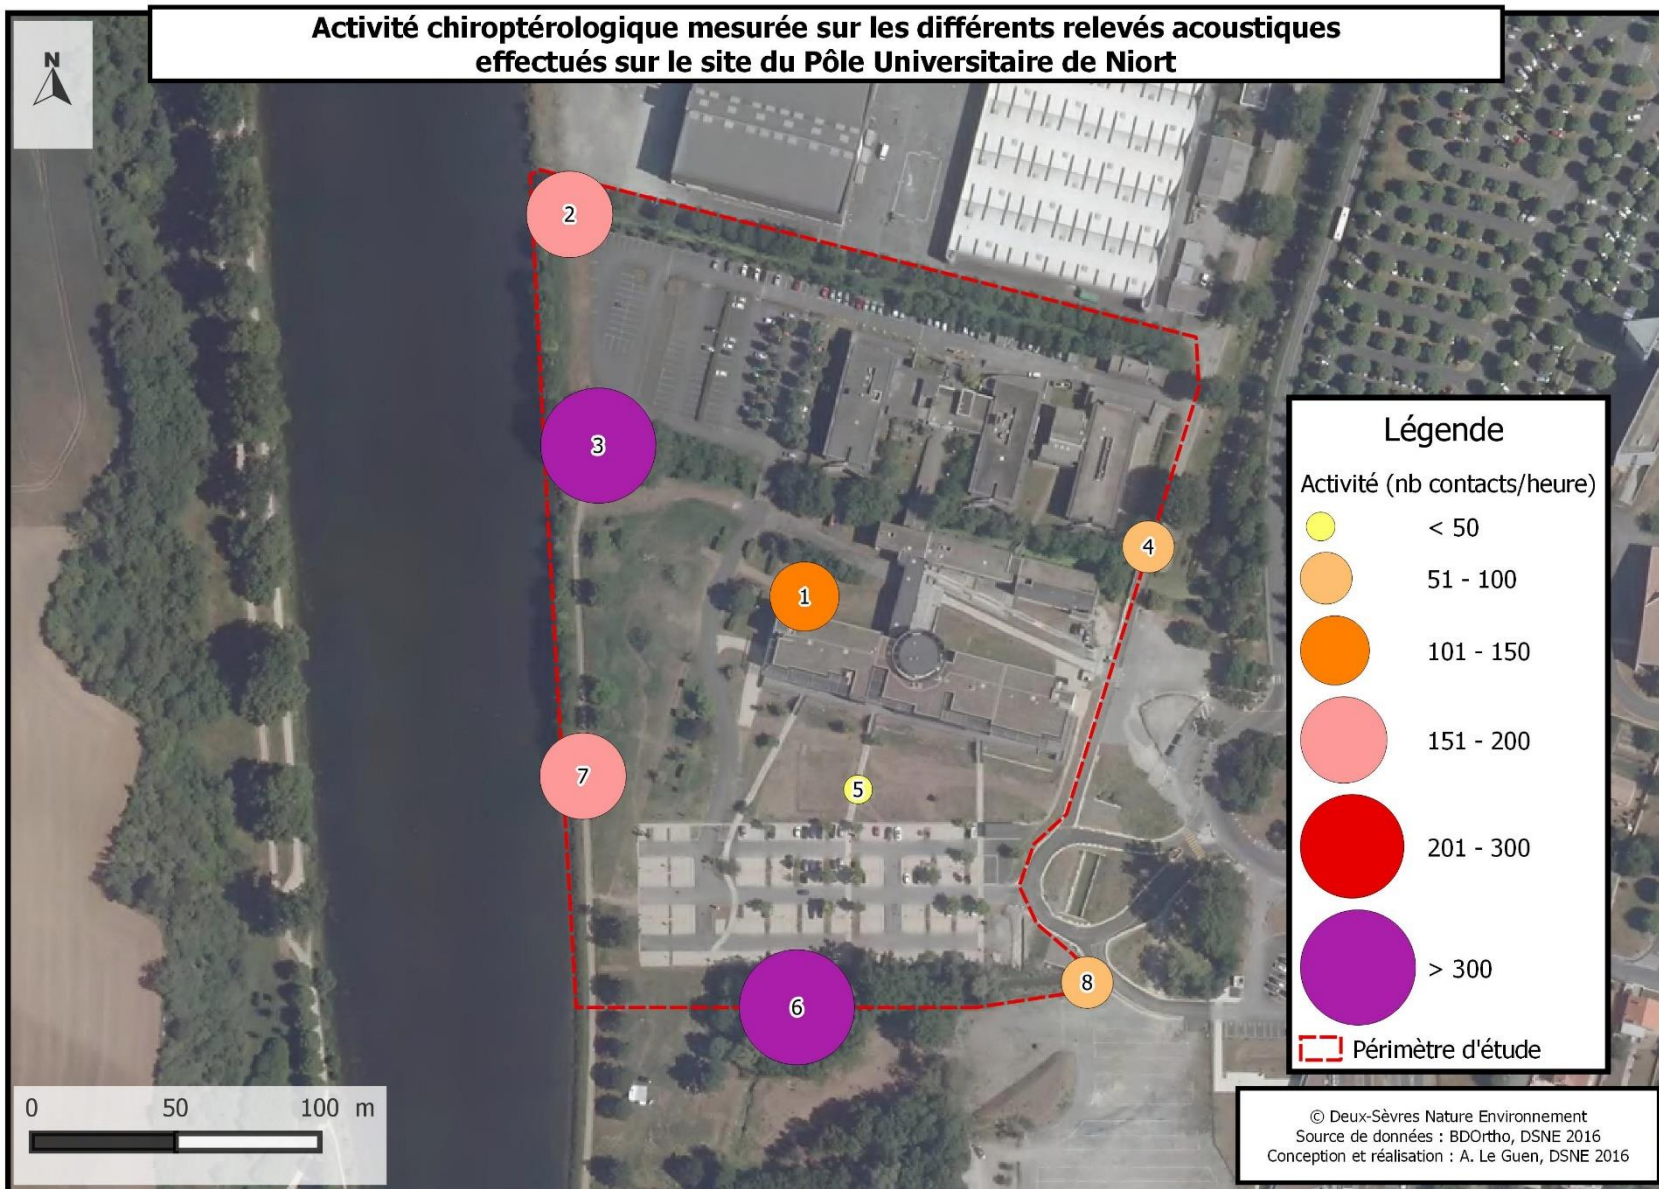 Activité chiroptérologique mesurée sur les différents relevés acoustiques
effectués sur le site du Pôle Universitaire de Niort
N
2
3
4
1
7
5
6
8
Légende
Activité (nb contacts/heure)
< 50
51 - 100
101 - 150
151 - 200
201 - 300
> 300
Périmètre d'étude
0 50 100 m
© Deux-Sèvres Nature Environnement
Source de données : BDOrtho, DSNE 2016
Conception et réalisation : A. Le Guen, DSNE 2016